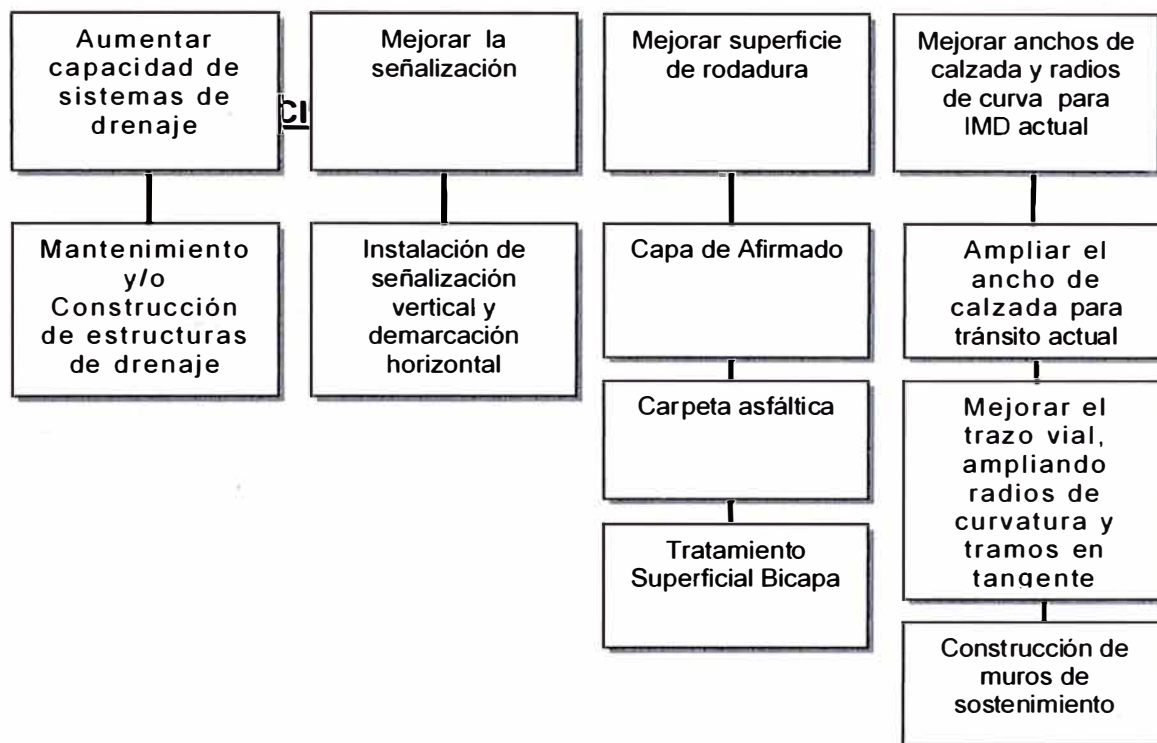 Aumentar
capacidad de
sistemas de
drenaje
CI
Mejorar la
señalización
Mejorar superficie
de rodadura
Mejorar anchos de
calzada y radios
de curva para
IMD actual
Mantenimiento
y/o
Construcción
de estructuras
de drenaje
Instalación de
señalización
vertical y
demarcación
horizontal
Capa de Afirmado
Ampliar el
ancho de
calzada para
tránsito actual
Carpeta asfáltica
Mejorar el
trazo vial,
ampliando
radios de
curvatura y
tramos en
tangente
Tratamiento
Superficial Bicapa
Construcción de
muros de
sostenimiento